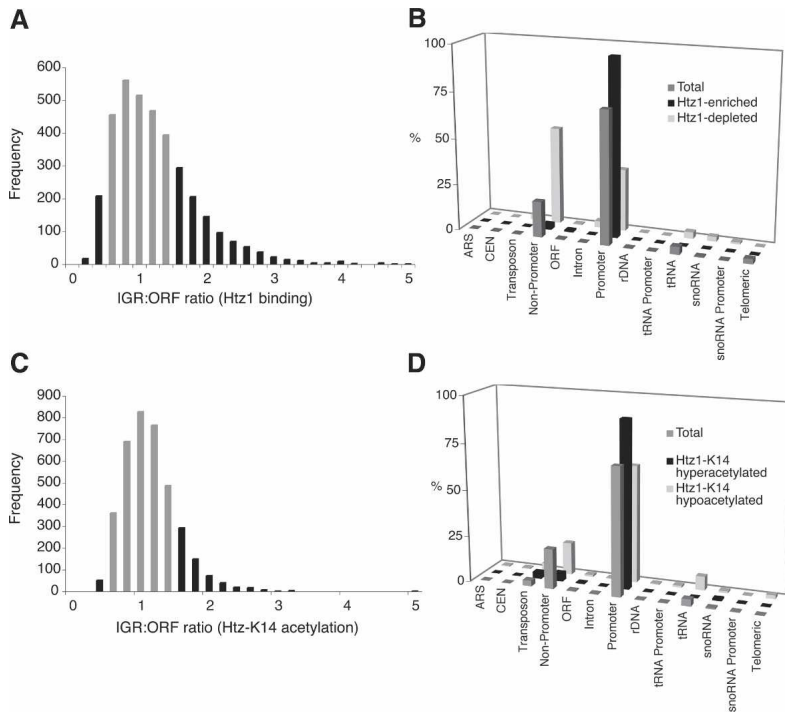 A
600
500
400
300
200
100
0
Frequency
0 1 2 3 4 5
IGR:ORF ratio (Htz1 binding)
B
100
75
50
25
0
%
Total
Htz1-enriched
Htz1-depleted
ARS
CEN
Transposon
Non-Promoter
ORF
Intron
Promoter
rDNA
tRNA Promoter
tRNA
snoRNA
snoRNA Promoter
Telomeric
C
900
800
700
600
500
400
300
200
100
0
Frequency
0 1 2 3 4 5
IGR:ORF ratio (Htz-K14 acetylation)
D
100
75
50
25
0
%
Total
Htz1-K14
hyperacetylated
Htz1-K14
hypoacetylated
ARS
CEN
Transposon
Non-Promoter
ORF
Intron
Promoter
rDNA
tRNA Promoter
tRNA
snoRNA
snoRNA Promoter
Telomeric